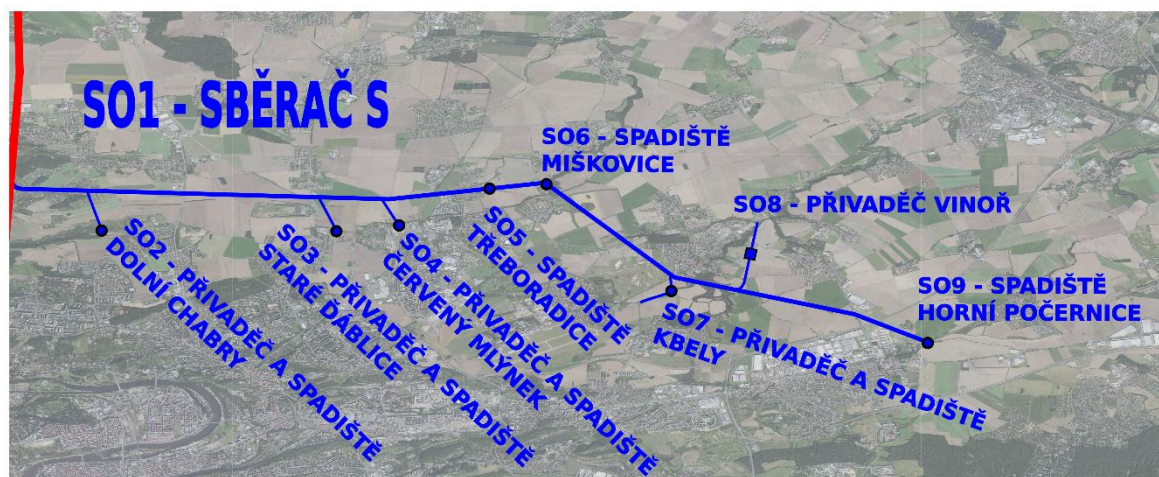 SO1 - SBĚRAČ S
SO6 - SPADIŠTĚ
MIŠKOVICE
SO8 - PŘIVADĚČ VINOŘ
SO9 - SPADIŠTĚ
HORNÍ POČERNICE
SO2 - PŘIVADĚČ A SPADIŠTĚ
DOLNÍ CHABRY
SO3 - PŘIVADĚČ A SPADIŠTĚ
STARÉ ĎÁBLICE
SO4 - PŘIVADĚČ A SPADIŠTĚ
ČERVENÝ MLÝNEK
SO5 - SPADIŠTĚ
TŘEBORADICE
SO7 - PŘIVADĚČ A SPADIŠTĚ
KBELY